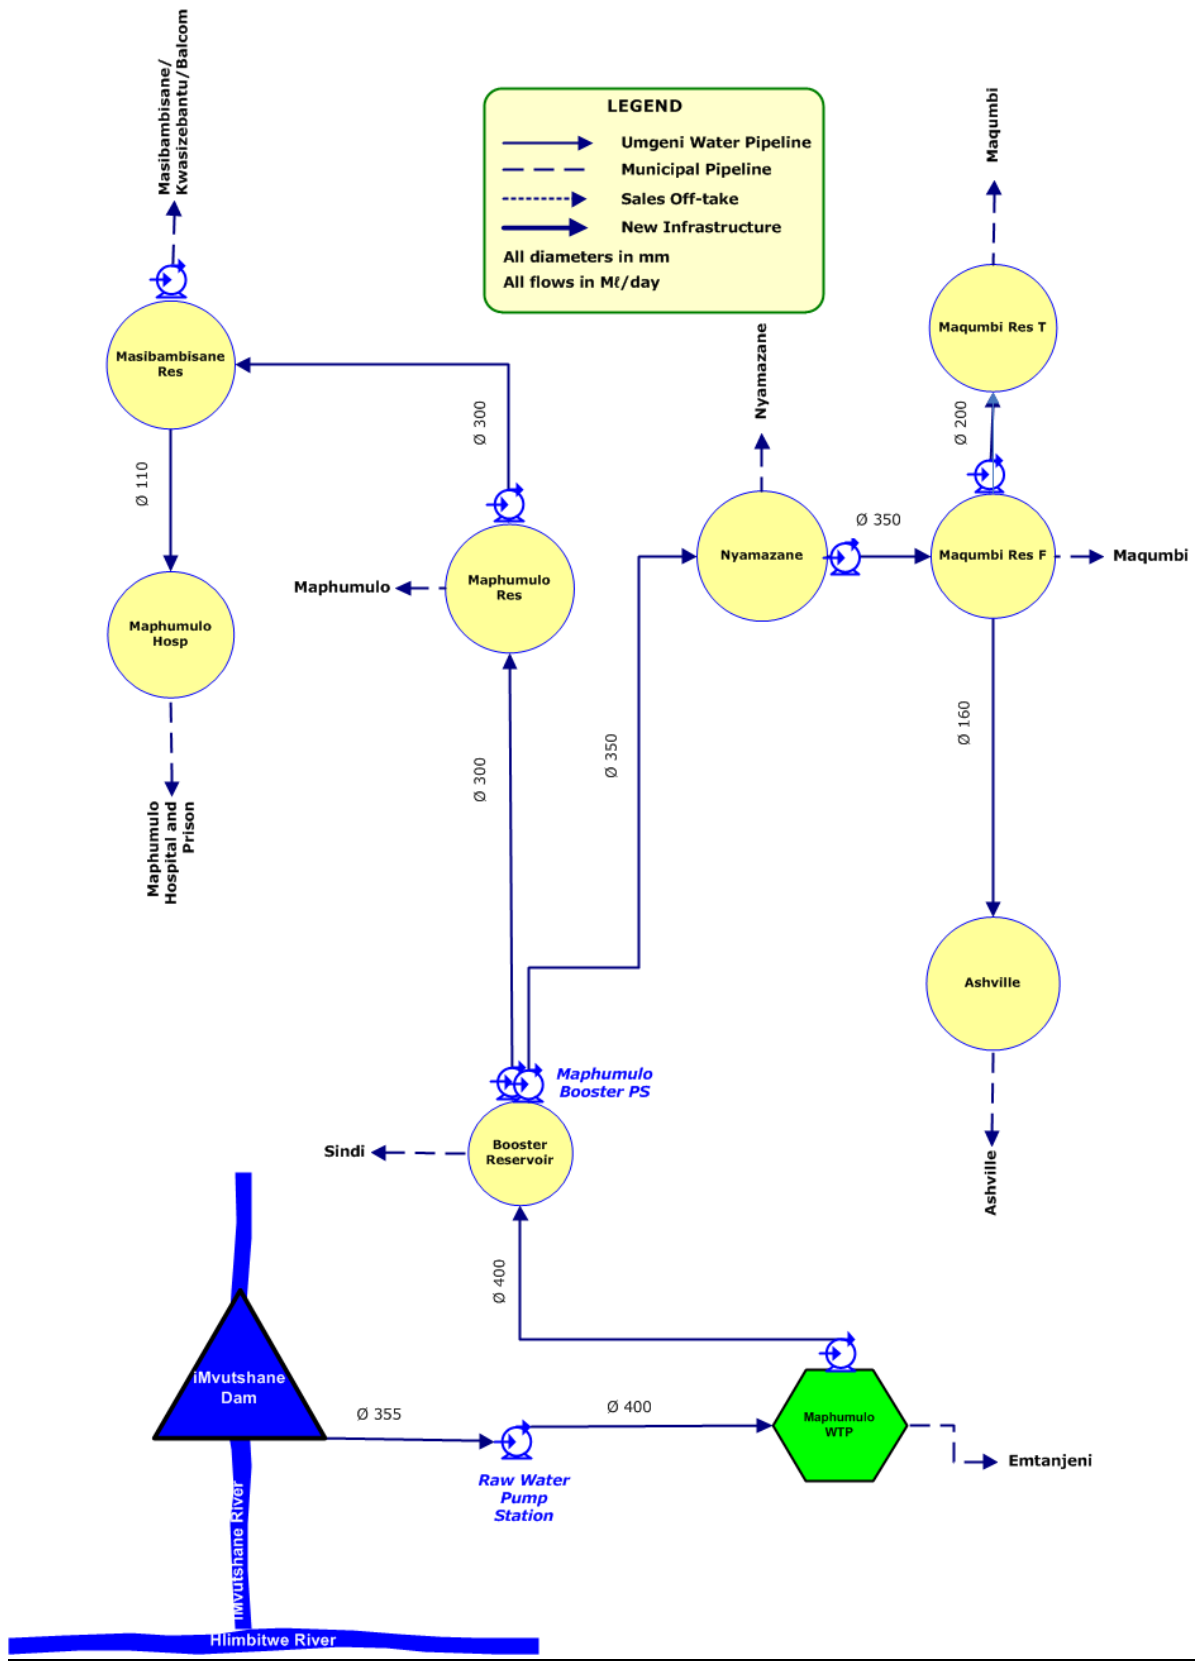 Masibambisane/
Kwasizebantu/Balcom
LEGEND
Umgeni Water Pipeline
Municipal Pipeline
Sales Off-take
New Infrastructure
All diameters in mm
All flows in Mℓ/day
Maqumbi
Maqumbi Res T
Masibambisane
Res
Nyamazane
Ø 300
Ø 200
Ø 110
Ø 350
Nyamazane
Maqumbi Res F
Maqumbi
Maphumulo
Maphumulo
Res
Maphumulo
Hosp
Ø 300
Ø 350
Ø 160
Maphumulo
Hospital and
Prison
Ashville
Maphumulo
Booster PS
Sindi
Booster
Reservoir
Ashville
Ø 400
iMvutshane
Dam
Ø 355
Ø 400
Maphumulo
WTP
Emtanjeni
Raw Water
Pump
Station
iMvutshane River
Hlimbitwe River